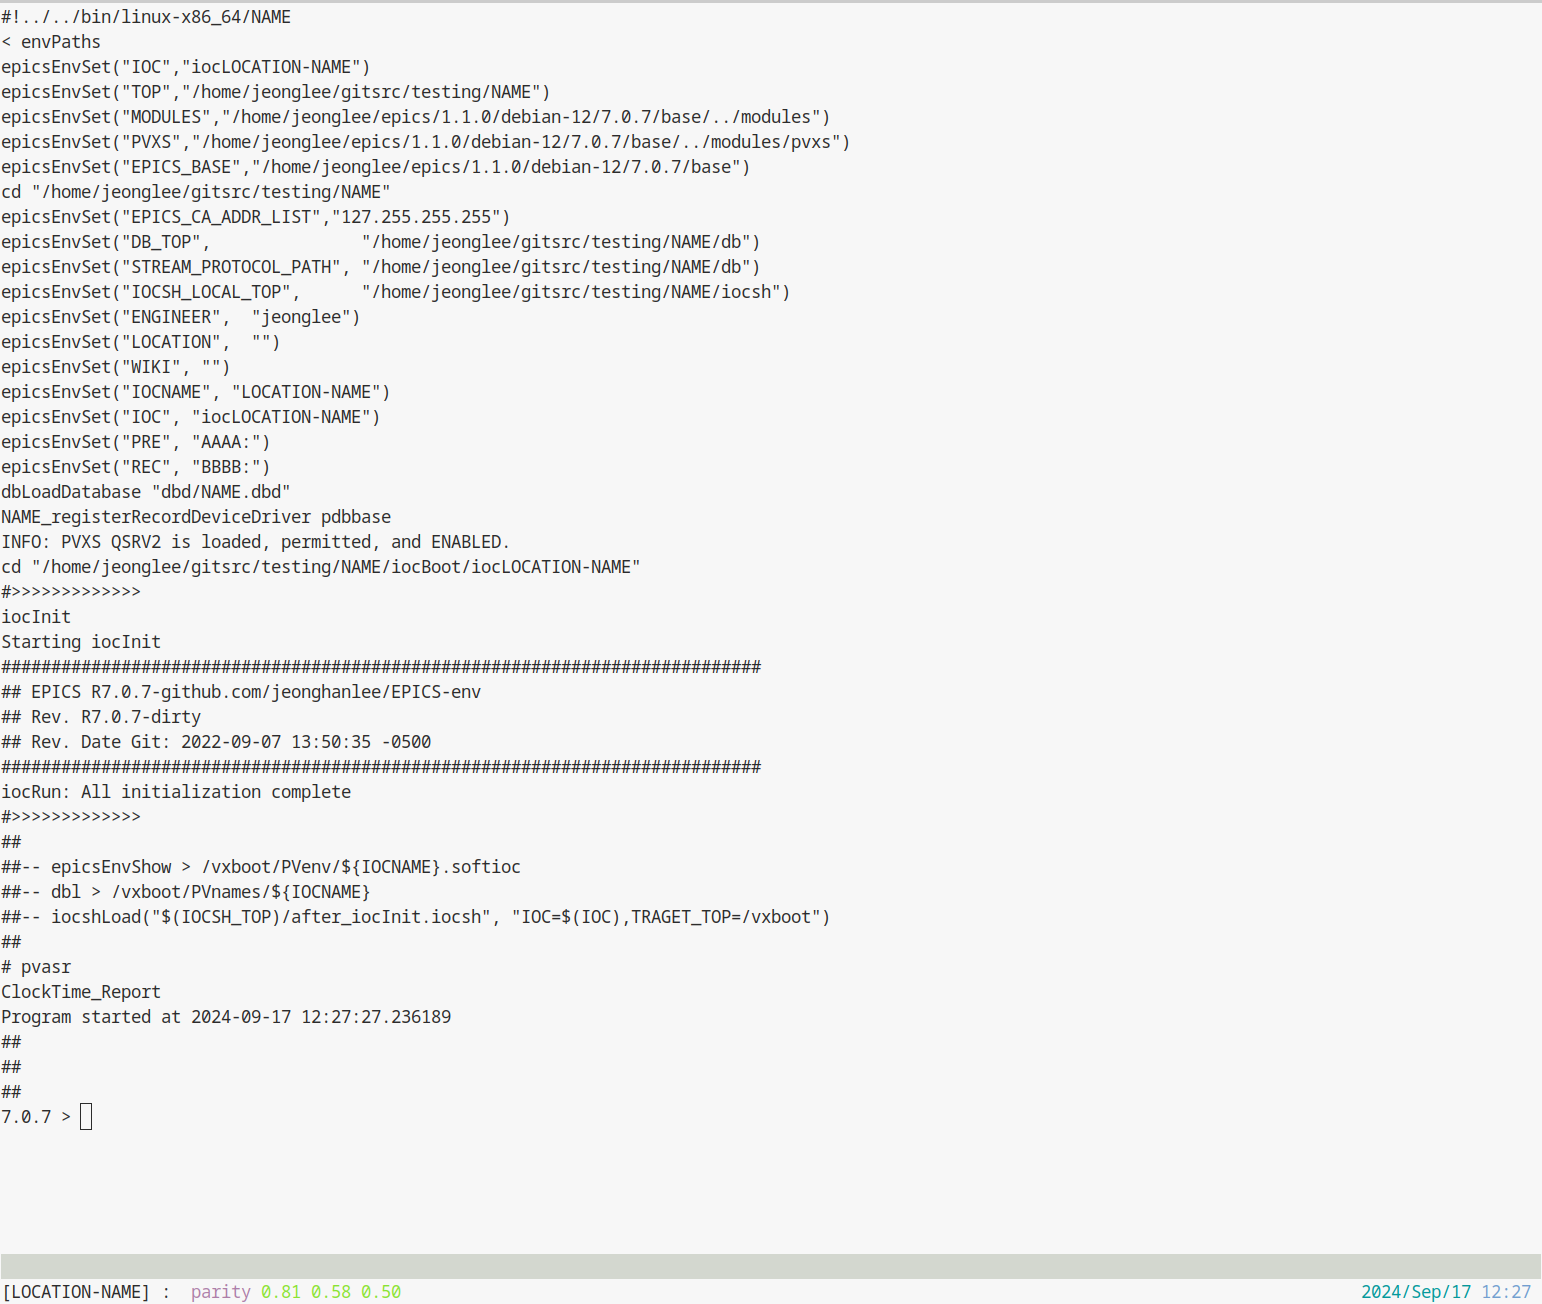 #!../../bin/linux-x86_64/NAME
< envPaths
epicsEnvSet("IOC","iocLOCATION-NAME")
epicsEnvSet("TOP","/home/jeonglee/gitsrc/testing/NAME")
epicsEnvSet("MODULES","/home/jeonglee/epics/1.1.0/debian-12/7.0.7/base/../modules")
epicsEnvSet("PVXS","/home/jeonglee/epics/1.1.0/debian-12/7.0.7/base/../modules/pvxs")
epicsEnvSet("EPICS_BASE","/home/jeonglee/epics/1.1.0/debian-12/7.0.7/base")
cd "/home/jeonglee/gitsrc/testing/NAME"
epicsEnvSet("EPICS_CA_ADDR_LIST","127.255.255.255")
epicsEnvSet("DB_TOP",               "/home/jeonglee/gitsrc/testing/NAME/db")
epicsEnvSet("STREAM_PROTOCOL_PATH", "/home/jeonglee/gitsrc/testing/NAME/db")
epicsEnvSet("IOCSH_LOCAL_TOP",      "/home/jeonglee/gitsrc/testing/NAME/iocsh")
epicsEnvSet("ENGINEER",  "jeonglee")
epicsEnvSet("LOCATION",  "")
epicsEnvSet("WIKI", "")
epicsEnvSet("IOCNAME", "LOCATION-NAME")
epicsEnvSet("IOC", "iocLOCATION-NAME")
epicsEnvSet("PRE", "AAAA:")
epicsEnvSet("REC", "BBBB:")
dbLoadDatabase "dbd/NAME.dbd"
NAME_registerRecordDeviceDriver pdbbase
INFO: PVXS QSRV2 is loaded, permitted, and ENABLED.
cd "/home/jeonglee/gitsrc/testing/NAME/iocBoot/iocLOCATION-NAME"
#>>>>>>>>>>>>>
iocInit
Starting iocInit
############################################################################
## EPICS R7.0.7-github.com/jeonghanlee/EPICS-env
## Rev. R7.0.7-dirty
## Rev. Date Git: 2022-09-07 13:50:35 -0500
############################################################################
iocRun: All initialization complete
#>>>>>>>>>>>>>
##
##-- epicsEnvShow > /vxboot/PVenv/${IOCNAME}.softioc
##-- dbl > /vxboot/PVnames/${IOCNAME}
##-- iocshLoad("$(IOCSH_TOP)/after_iocInit.iocsh", "IOC=$(IOC),TRAGET_TOP=/vxboot")
##
# pvasr
ClockTime_Report
Program started at 2024-09-17 12:27:27.236189
##
##
##
7.0.7 >
[LOCATION-NAME] :  parity 0.81 0.58 0.50 2024/Sep/17 12:27